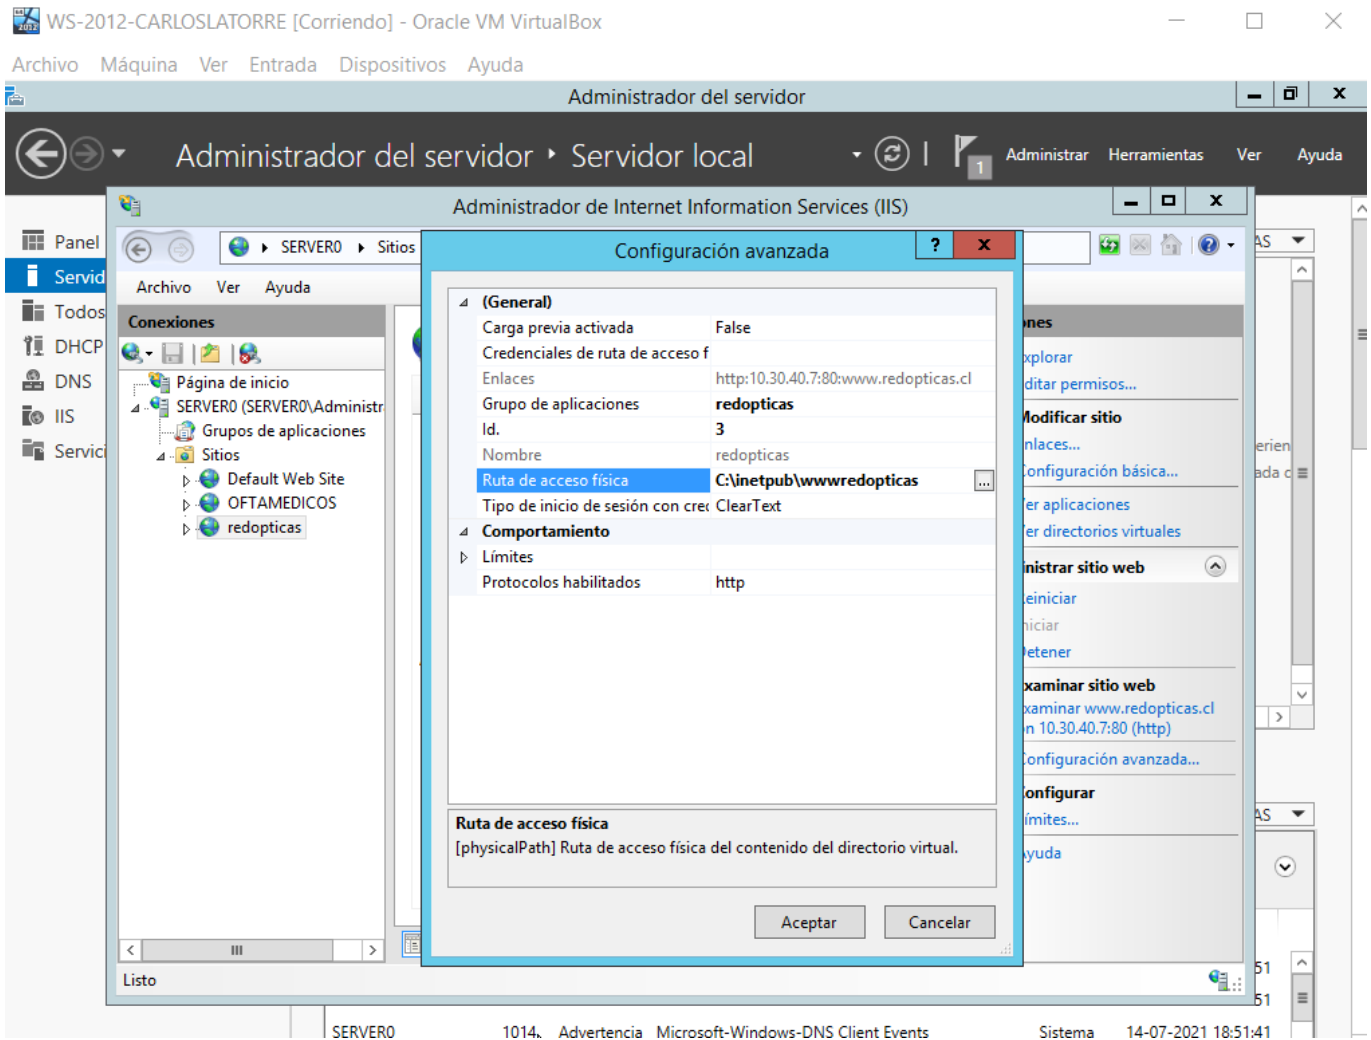 WS-2012-CARLOSLATORRE [Corriendo] - Oracle VM VirtualBox
Archivo Máquina Ver Entrada Dispositivos Ayuda
Administrador del servidor
Administrador del servidor Servidor local
1 Administrar Herramientas Ver Ayuda
Administrador de Internet Information Services (IIS)
Panel
Servid
Todos
DHCP
DNS
IIS
Servici
SERVER0 Sitios
Archivo Ver Ayuda
Conexiones
Página de inicio
SERVER0 (SERVER0\Administr
Grupos de aplicaciones
Sitios
Default Web Site
OFTAMEDICOS
redopticas
Listo
Configuración avanzada
(General)
Carga previa activada False
Credenciales de ruta de acceso f
Enlaces http:10.30.40.7:80:www.redopticas.cl
Grupo de aplicaciones redopticas
Id. 3
Nombre redopticas
Ruta de acceso física C:\inetpub\wwwredopticas ...
Tipo de inicio de sesión con cre ClearText
Comportamiento
Límites
Protocolos habilitados http
Ruta de acceso física
[physicalPath] Ruta de acceso física del contenido del directorio virtual.
Aceptar Cancelar
nes
xplorar
ditar permisos...
Modificar sitio
nlaces...
onfiguración básica...
er aplicaciones
er directorios virtuales
inistrar sitio web
einiciar
niciar
etener
xaminar sitio web
xaminar www.redopticas.cl
n 10.30.40.7:80 (http)
onfiguración avanzada...
onfigurar
ímites...
yuda
AS
erien
ada c
AS
51
51
SERVER0 1014 Advertencia Microsoft-Windows-DNS Client Events Sistema 14-07-2021 18:51:41